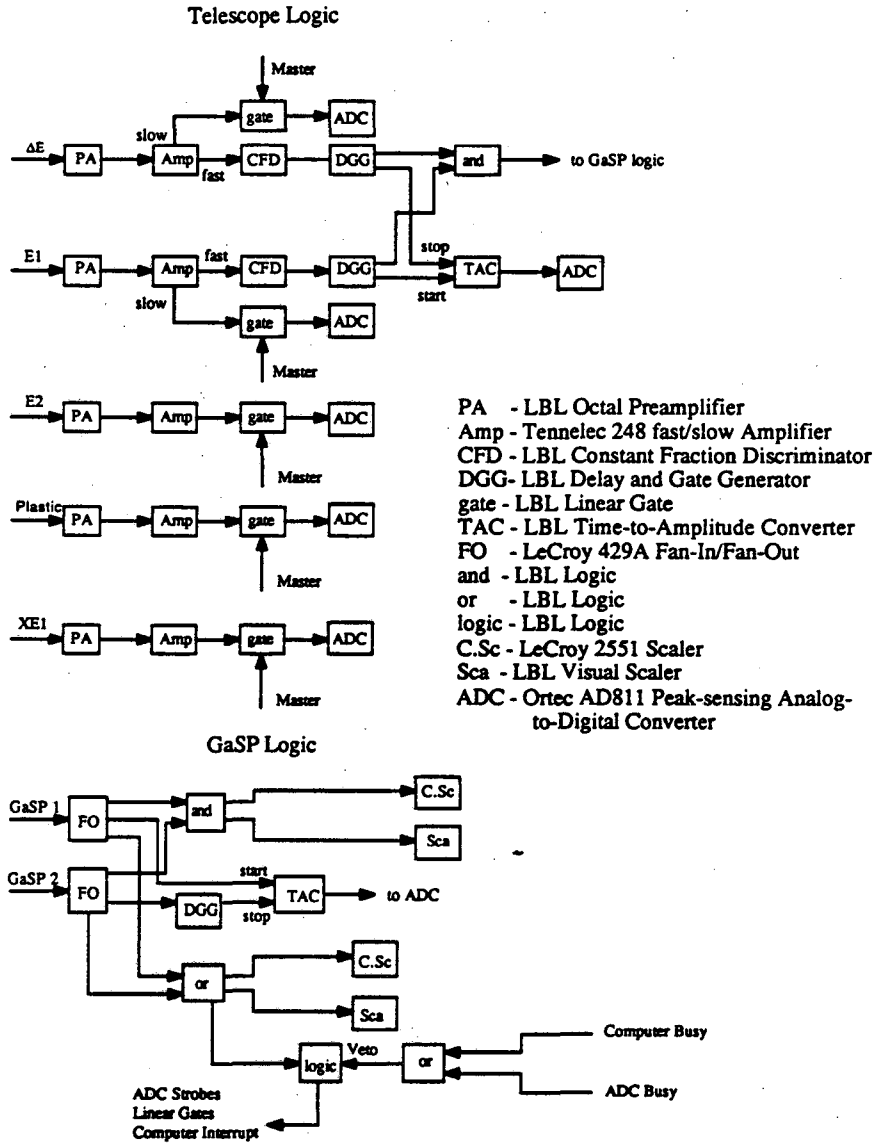 Telescope Logic
Master
gate
ADC
slow
ΔE
PA
Amp
CFD
DGG
and
to GaSP logic
fast
stop
E1
PA
Amp
fast
CFD
DGG
TAC
ADC
slow
start
gate
ADC
Master
E2
PA
Amp
gate
ADC
Master
Plastic
PA
Amp
gate
ADC
Master
XE1
PA
Amp
gate
ADC
Master
PA - LBL Octal Preamplifier
Amp - Tennelec 248 fast/slow Amplifier
CFD - LBL Constant Fraction Discriminator
DGG- LBL Delay and Gate Generator
gate - LBL Linear Gate
TAC - LBL Time-to-Amplitude Converter
FO - LeCroy 429A Fan-In/Fan-Out
and - LBL Logic
or - LBL Logic
logic - LBL Logic
C.Sc - LeCroy 2551 Scaler
Sca - LBL Visual Scaler
ADC - Ortec AD811 Peak-sensing Analog-
to-Digital Converter
GaSP Logic
GaSP 1
FO
and
C.Sc
Sca
GaSP 2
FO
start
DGG
stop
TAC
to ADC
or
C.Sc
Sca
Computer Busy
logic
Veto
or
ADC Busy
ADC Strobes
Linear Gates
Computer Interrupt